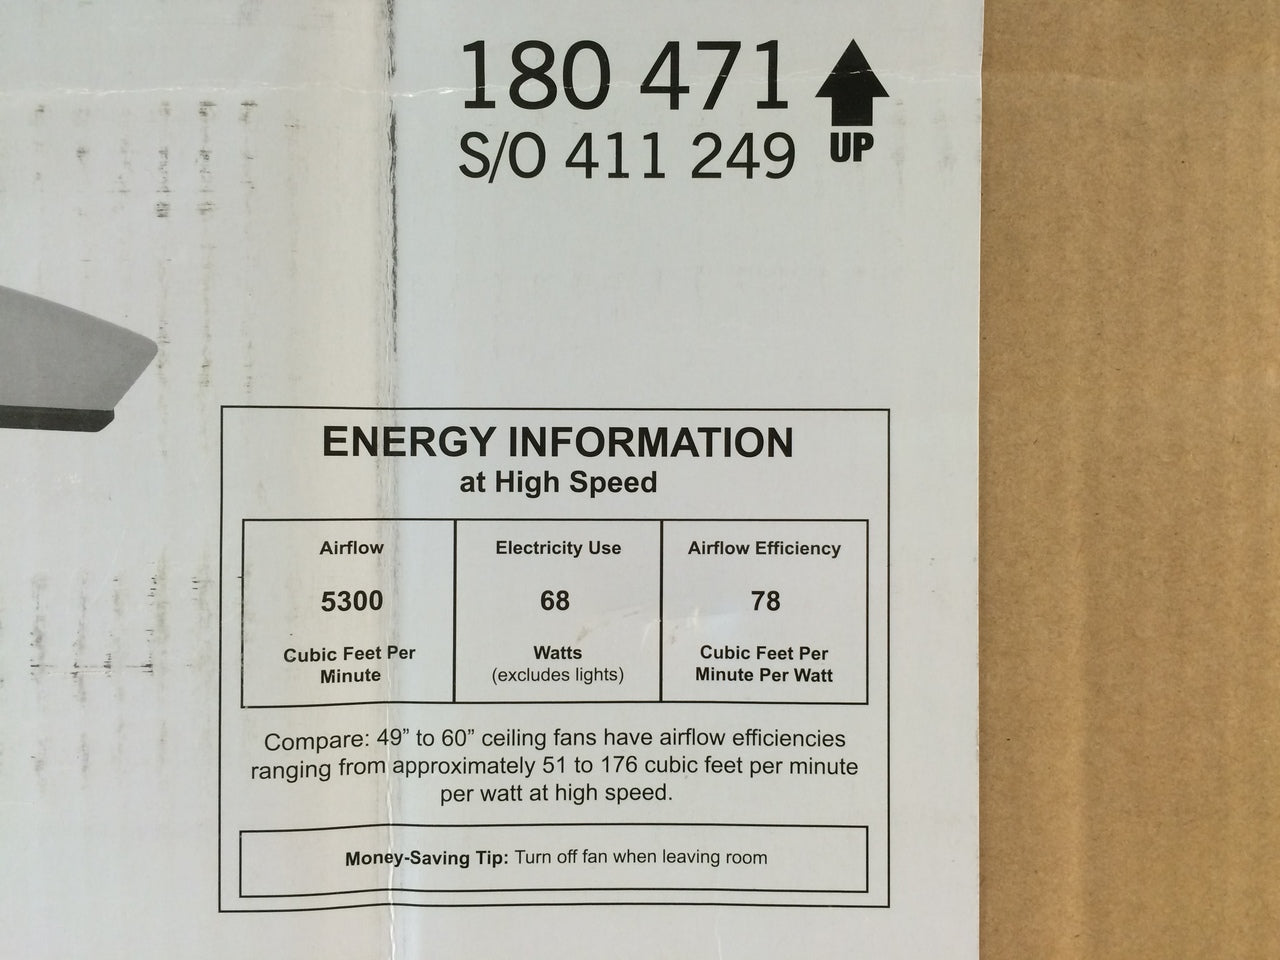 180 471
S/O 411 249
UP
ENERGY INFORMATION
at High Speed
Airflow
5300
Cubic Feet Per
Minute
Electricity Use
68
Watts
(excludes lights)
Airflow Efficiency
78
Cubic Feet Per
Minute Per Watt
Compare: 49” to 60” ceiling fans have airflow efficiencies
ranging from approximately 51 to 176 cubic feet per minute
per watt at high speed.
Money-Saving Tip: Turn off fan when leaving room